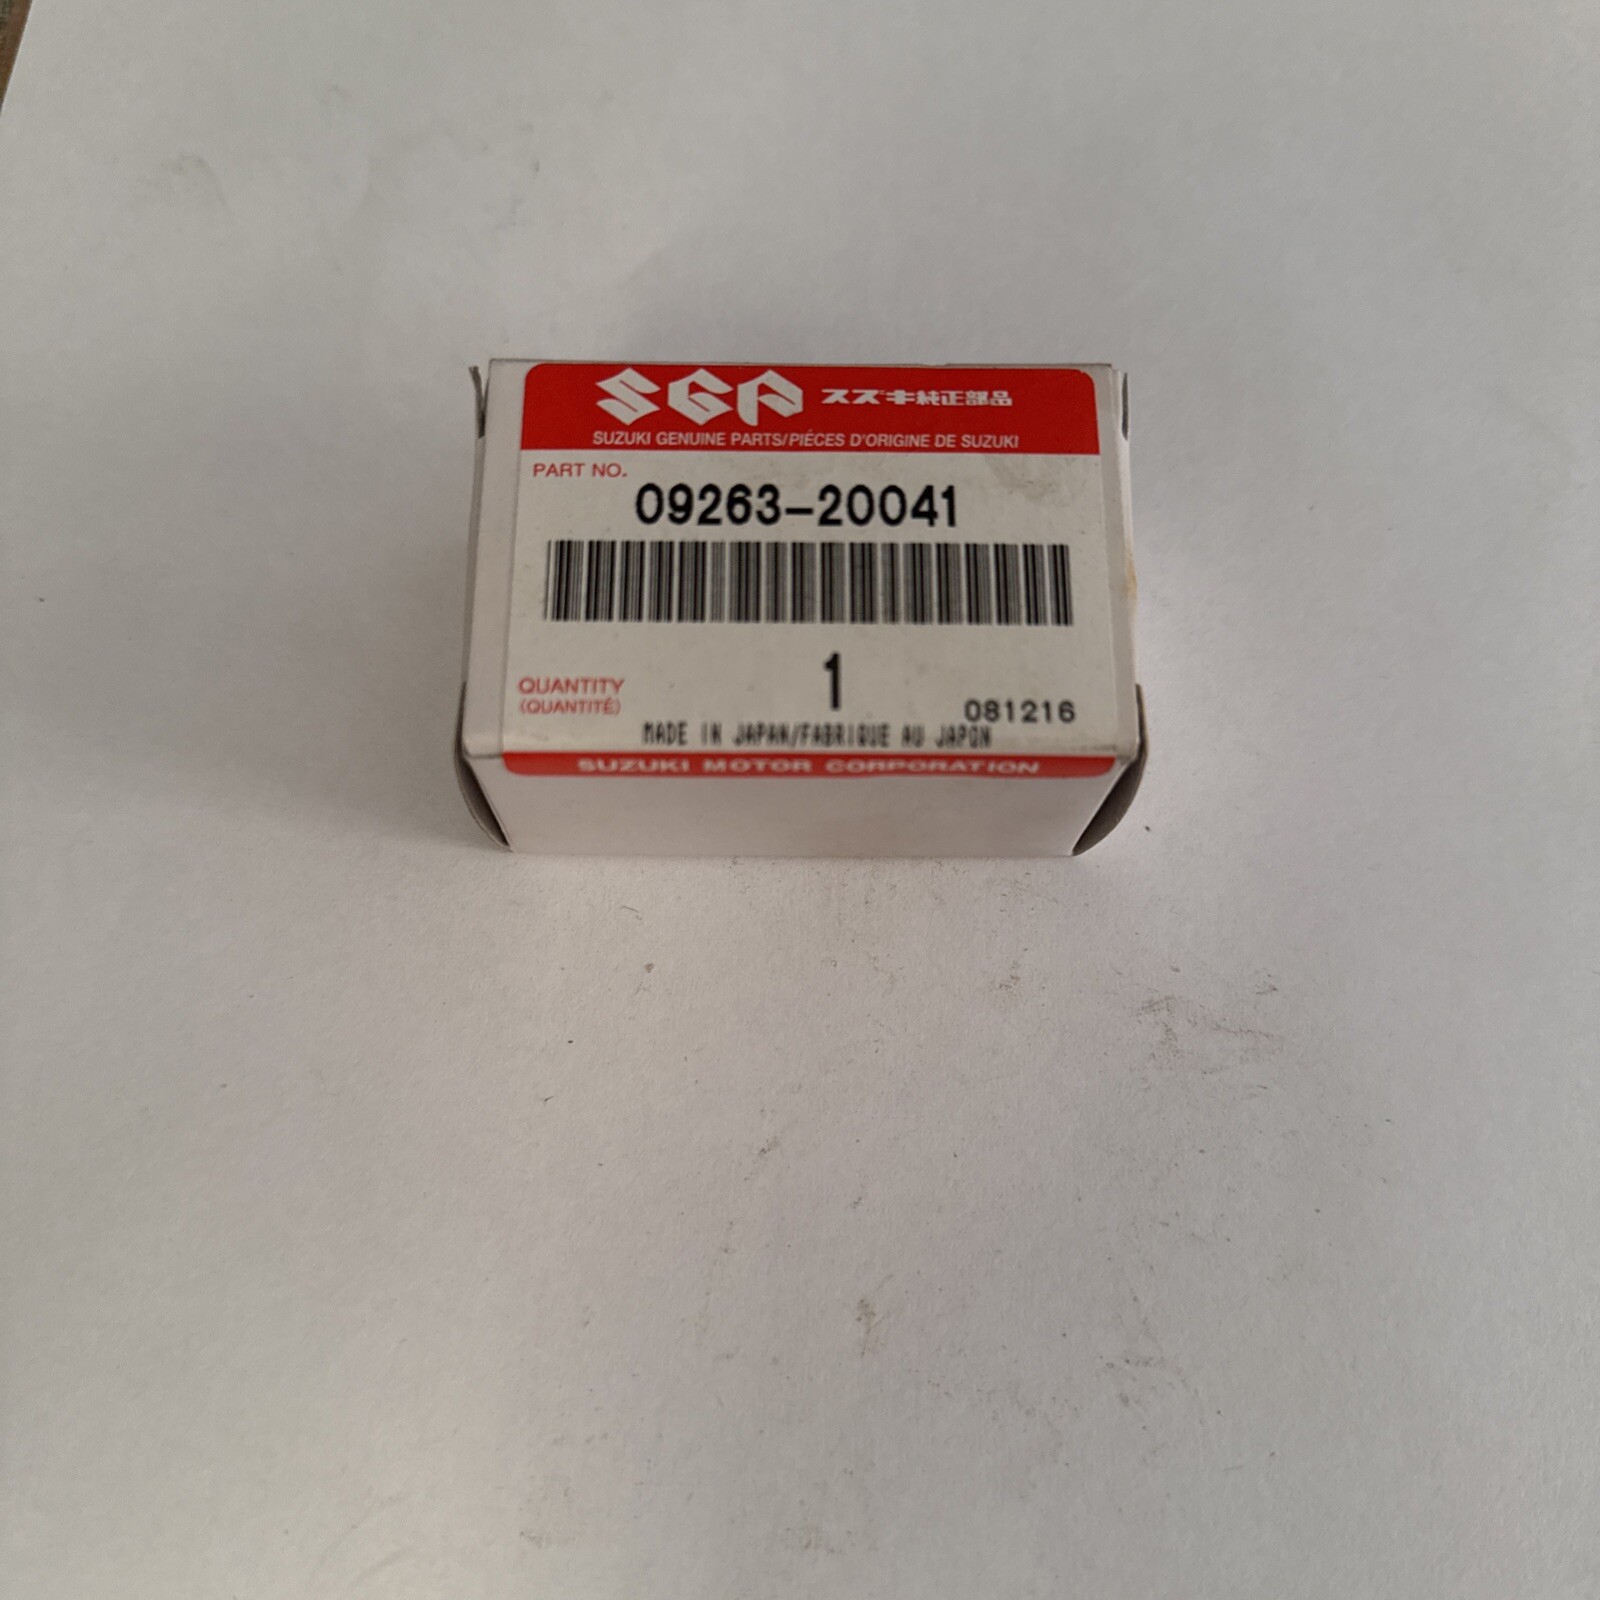 SGP スズキ純正部品
SUZUKI GENUINE PARTS/PIÉCES D'ORIGINE DE SUZUKI
PART NO.
09263-20041
1
QUANTITY
(QUANTITÉ)
081216
MADE IN JAPAN/FABRIQUE AU JAPON
SUZUKI MOTOR CORPORATION